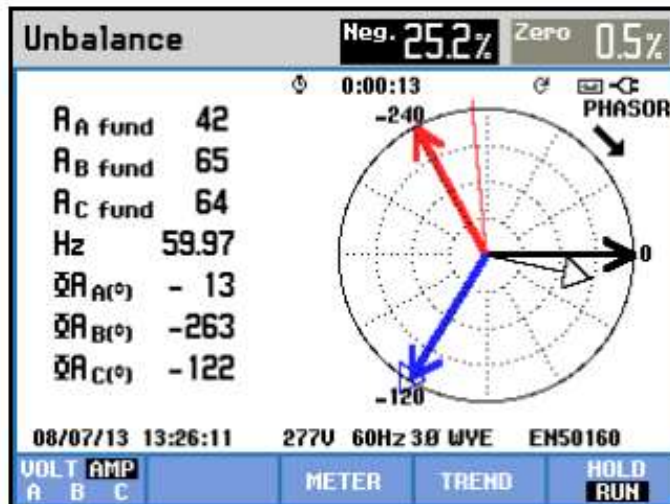 Unbalance Neg. 25.2% Zero 0.5%
0:00:13
PHASOR
-240
0
-120
A A fund 42
A B fund 65
A C fund 64
Hz 59.97
ΦA A(°) - 13
ΦA B(°) -263
ΦA C(°) -122
08/07/13 13:26:11 277V 60Hz 3Ø WYE EN50160
VOLT AMP
A B C
METER
TREND
HOLD
RUN